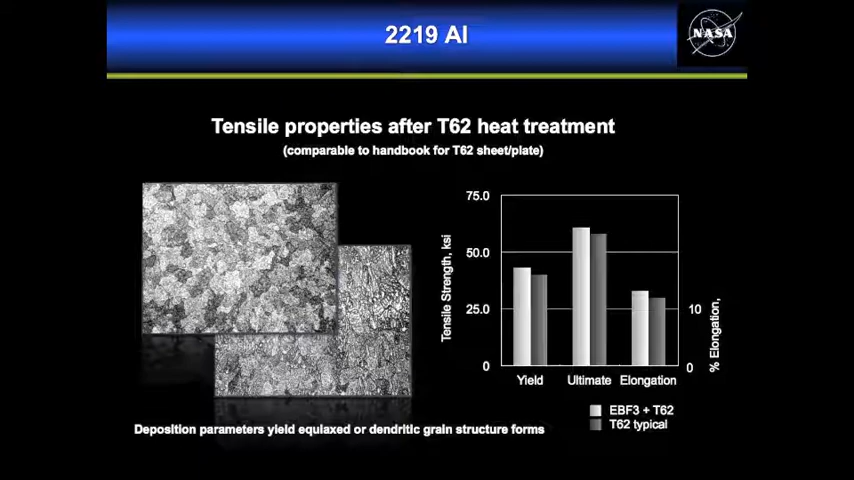 2219 Al
NASA
Tensile properties after T62 heat treatment
(comparable to handbook for T62 sheet/plate)
75.0
50.0
25.0
0
Tensile Strength, ksi
10
0
% Elongation,
Yield
Ultimate
Elongation
EBF3 + T62
T62 typical
Deposition parameters yield equiaxed or dendritic grain structure forms